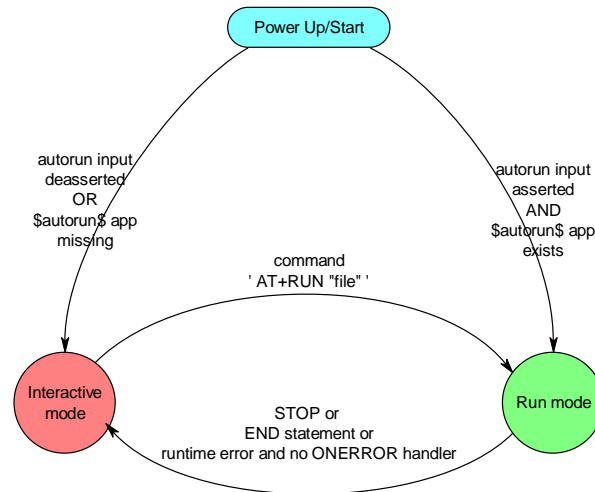 Power Up/Start
autorun input
deasserted
OR
$autorun$ app
missing
autorun input
asserted
AND
$autorun$ app
exists
command
' AT+RUN "file" '
Interactive
mode
Run mode
STOP or
END statement or
runtime error and no ONERROR handler